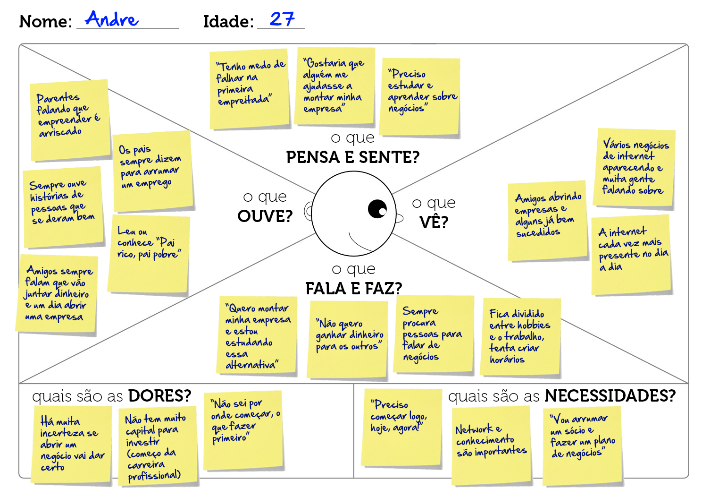 Nome: Andre
Idade: 27
"Tenho medo de
falhar na
primeira
empreitada"
"Gostaria que
alguém me
ajudasse a
montar minha
empresa"
"Preciso
estudar e
aprender sobre
negócios"
o que
PENSA E SENTE?
Parentes
falando que
empreender é
arriscado
Os pais
sempre dizem
para arrumar
um emprego
Sempre ouve
histórias de
pessoas que
se deram bem
Leu ou
conhece "Pai
rico, pai pobre"
Amigos sempre
falam que vão
juntar dinheiro
e um dia abrir
uma empresa
o que
OUVE?
o que
VÊ?
Vários negócios
de internet
aparecendo e
muita gente
falando sobre
Amigos abrindo
empresas e
alguns já bem
sucedidos
A internet
cada vez mais
presente no dia
a dia
o que
FALA E FAZ?
"Quero montar
minha empresa
e estou
estudando
essa
alternativa"
"Não quero
ganhar dinheiro
para os outros"
Sempre
procura
pessoas para
falar de
negócios
Fica dividido
entre hobbies
e o trabalho,
tenta criar
horários
quais são as DORES?
Há muita
incerteza se
abrir um
negócio vai dar
certo
Não tem muito
capital para
investir
(começo da
carreira
profissional)
"Não sei por
onde começar, o
que fazer
primeiro"
quais são as NECESSIDADES?
"Preciso
começar logo,
hoje, agora!"
Network e
conhecimento
são importantes
"Vou arrumar
um sócio e
fazer um plano
de negócios"